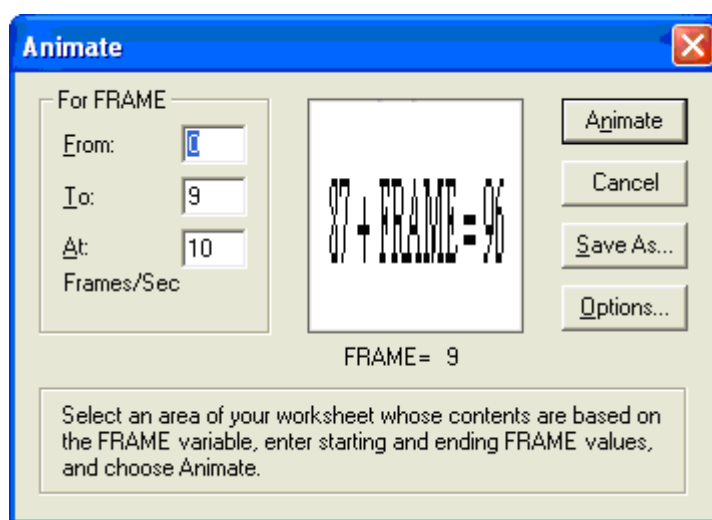 Animate
For FRAME
From: 0
To: 9
At: 10
Frames/Sec
87 + FRAME = 96
FRAME= 9
Animate
Cancel
Save As...
Options...
Select an area of your worksheet whose contents are based on
the FRAME variable, enter starting and ending FRAME values,
and choose Animate.